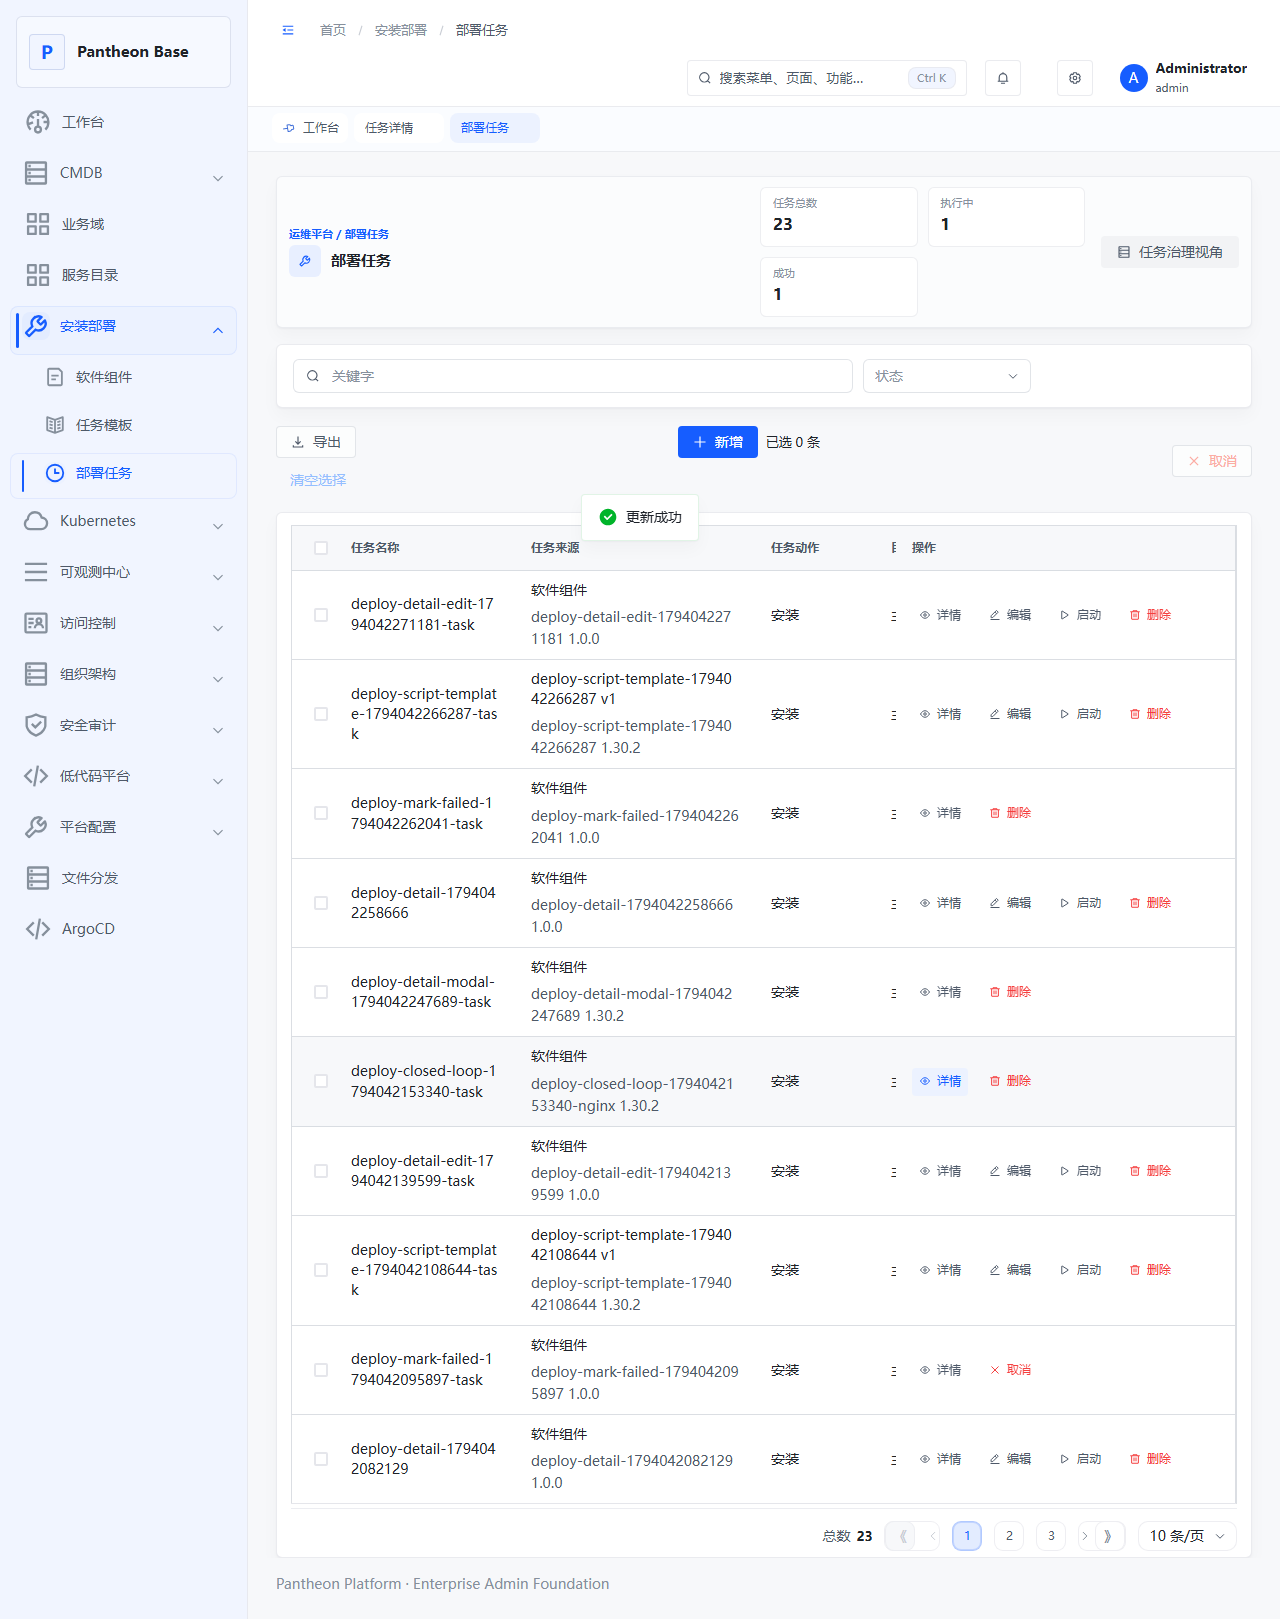 P
Pantheon Base
工作台
CMDB
业务域
服务目录
安装部署
软件组件
任务模板
部署任务
Kubernetes
可观测中心
访问控制
组织架构
安全审计
低代码平台
平台配置
文件分发
ArgoCD
首页 / 安装部署 / 部署任务
搜索菜单、页面、功能... Ctrl K
A
Administrator
admin
工作台 任务详情 部署任务
运维平台 / 部署任务
部署任务
任务总数
23
执行中
1
成功
1
任务治理视角
关键字 状态
导出 新增 已选 0 条
清空选择
取消
更新成功
任务名称 任务来源 任务动作 操作
deploy-detail-edit-17
94042271181-task
软件组件
deploy-detail-edit-179404227
1181 1.0.0
安装
详情 编辑 启动 删除
deploy-script-templat
e-1794042266287-tas
k
deploy-script-template-17940
42266287 v1
deploy-script-template-17940
42266287 1.30.2
安装
详情 编辑 启动 删除
deploy-mark-failed-1
794042262041-task
软件组件
deploy-mark-failed-179404226
2041 1.0.0
安装
详情 删除
deploy-detail-179404
2258666
软件组件
deploy-detail-1794042258666
1.0.0
安装
详情 编辑 启动 删除
deploy-detail-modal-
1794042247689-task
软件组件
deploy-detail-modal-1794042
247689 1.30.2
安装
详情 删除
deploy-closed-loop-1
794042153340-task
软件组件
deploy-closed-loop-17940421
53340-nginx 1.30.2
安装
详情 删除
deploy-detail-edit-17
94042139599-task
软件组件
deploy-detail-edit-179404213
9599 1.0.0
安装
详情 编辑 启动 删除
deploy-script-templat
e-1794042108644-tas
k
deploy-script-template-17940
42108644 v1
deploy-script-template-17940
42108644 1.30.2
安装
详情 编辑 启动 删除
deploy-mark-failed-1
794042095897-task
软件组件
deploy-mark-failed-179404209
5897 1.0.0
安装
详情 取消
deploy-detail-179404
2082129
软件组件
deploy-detail-1794042082129
1.0.0
安装
详情 编辑 启动 删除
总数 23 1 2 3 10 条/页
Pantheon Platform · Enterprise Admin Foundation